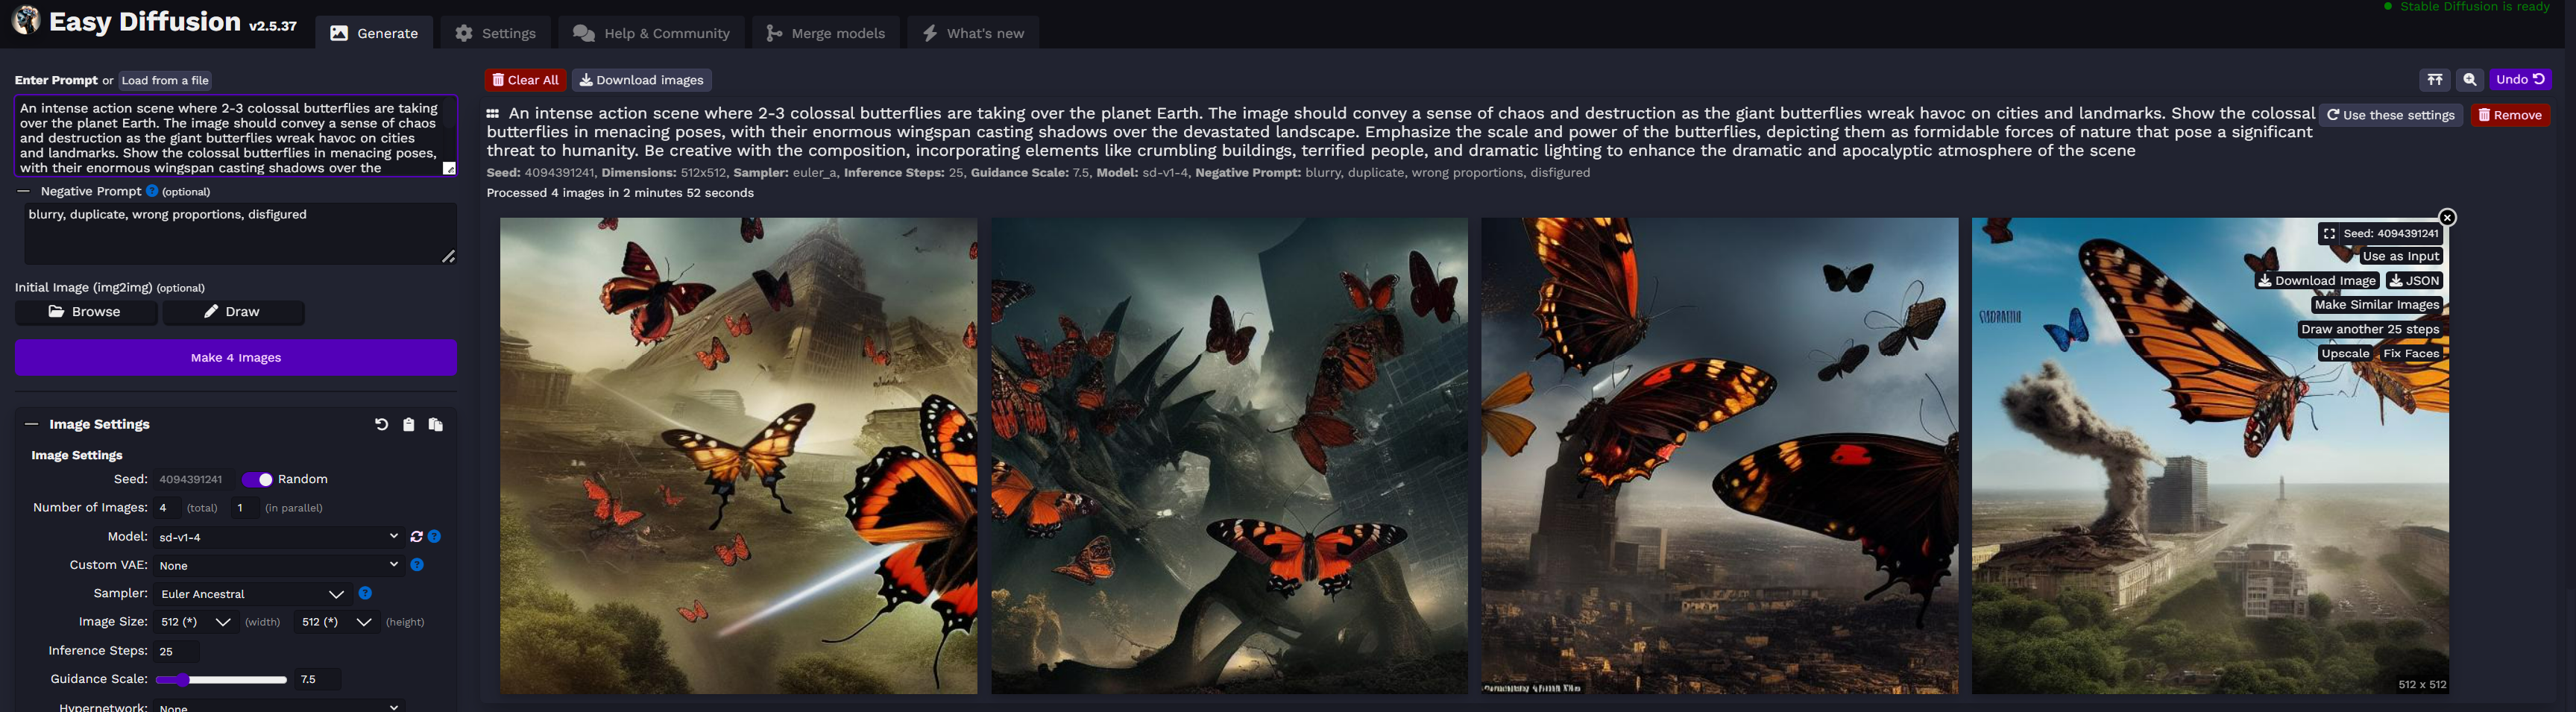 Easy Diffusion v2.5.37
Generate
Settings
Help & Community
Merge models
What's new
Stable Diffusion is ready
Enter Prompt or Load from a file
An intense action scene where 2-3 colossal butterflies are taking
over the planet Earth. The image should convey a sense of chaos
and destruction as the giant butterflies wreak havoc on cities
and landmarks. Show the colossal butterflies in menacing poses,
with their enormous wingspan casting shadows over the
Negative Prompt ? (optional)
blurry, duplicate, wrong proportions, disfigured
Initial Image (img2img) (optional)
Browse
Draw
Make 4 Images
Image Settings
Image Settings
Seed: 4094391241 Random
Number of Images: 4 (total) 1 (in parallel)
Model: sd-v1-4 ?
Custom VAE: None ?
Sampler: Euler Ancestral ?
Image Size: 512 (*) (width) 512 (*) (height)
Inference Steps: 25
Guidance Scale: 7.5
Hypernetwork: None
Clear All
Download images
Undo
An intense action scene where 2-3 colossal butterflies are taking over the planet Earth. The image should convey a sense of chaos and destruction as the giant butterflies wreak havoc on cities and landmarks. Show the colossal
butterflies in menacing poses, with their enormous wingspan casting shadows over the devastated landscape. Emphasize the scale and power of the butterflies, depicting them as formidable forces of nature that pose a significant
threat to humanity. Be creative with the composition, incorporating elements like crumbling buildings, terrified people, and dramatic lighting to enhance the dramatic and apocalyptic atmosphere of the scene
Use these settings
Remove
Seed: 4094391241, Dimensions: 512x512, Sampler: euler_a, Inference Steps: 25, Guidance Scale: 7.5, Model: sd-v1-4, Negative Prompt: blurry, duplicate, wrong proportions, disfigured
Processed 4 images in 2 minutes 52 seconds
Seed: 4094391241
Use as Input
Download Image
JSON
Make Similar Images
Draw another 25 steps
Upscale
Fix Faces
512 x 512